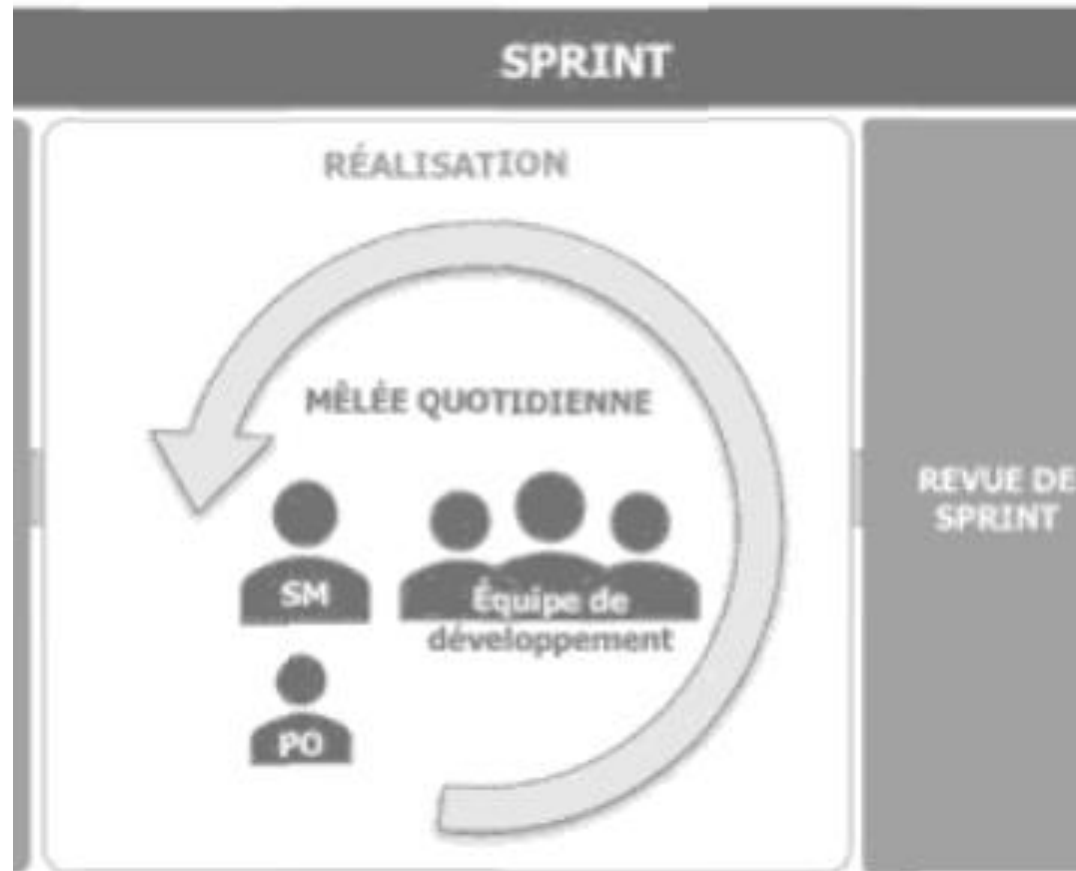 SPRINT
RÉALISATION
MÊLÉE QUOTIDIENNE
SM
Équipe de
développement
PO
REVUE DE
SPRINT